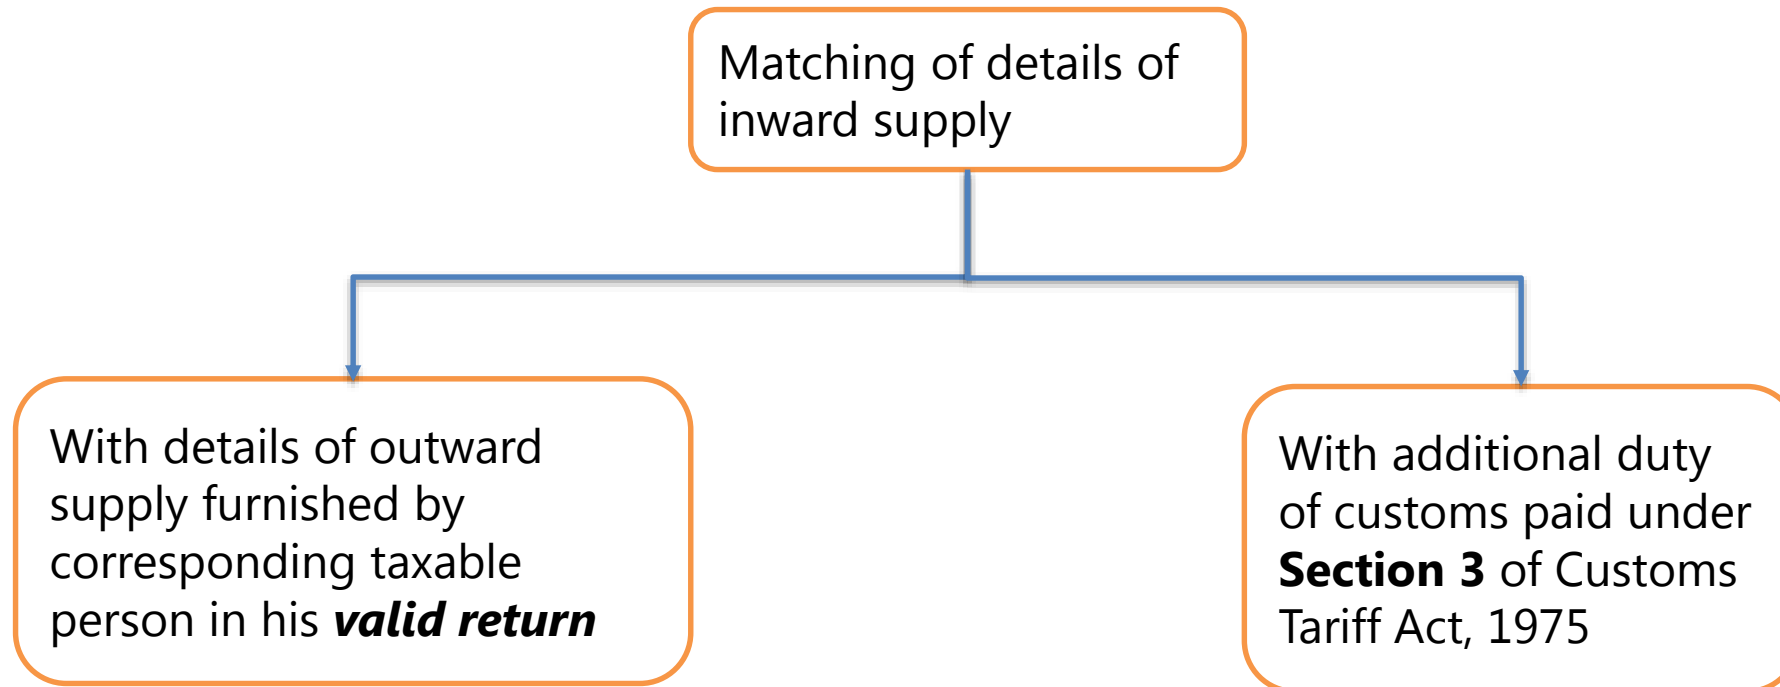 Matching of details of
inward supply
With details of outward
supply furnished by
corresponding taxable
person in his valid return
With additional duty
of customs paid under
Section 3 of Customs
Tariff Act, 1975